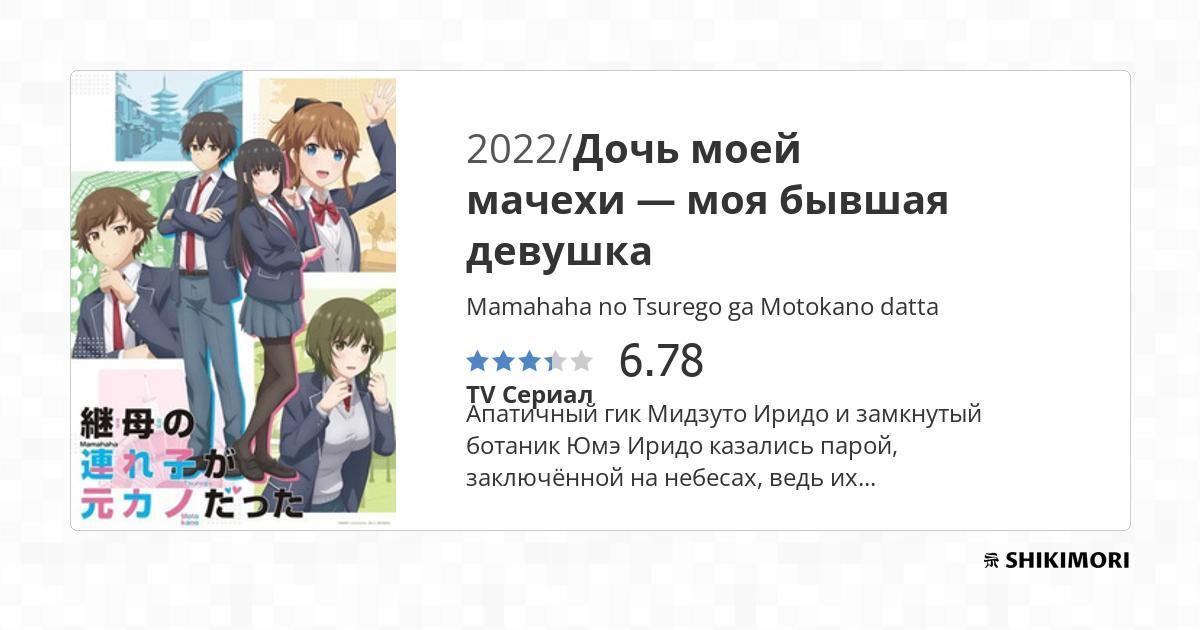 2022/Дочь моей
мачехи — моя бывшая
девушка
Mamahaha no Tsurego ga Motokano datta
6.78
TV Сериал
Апатичный гик Мидзуто Иридо и замкнутый
ботаник Юмэ Иридо казались парой,
заключённой на небесах, ведь их...
継母の
Mamahaha
連れ子が
元カノだった
Moto
kano
SHIKIMORI